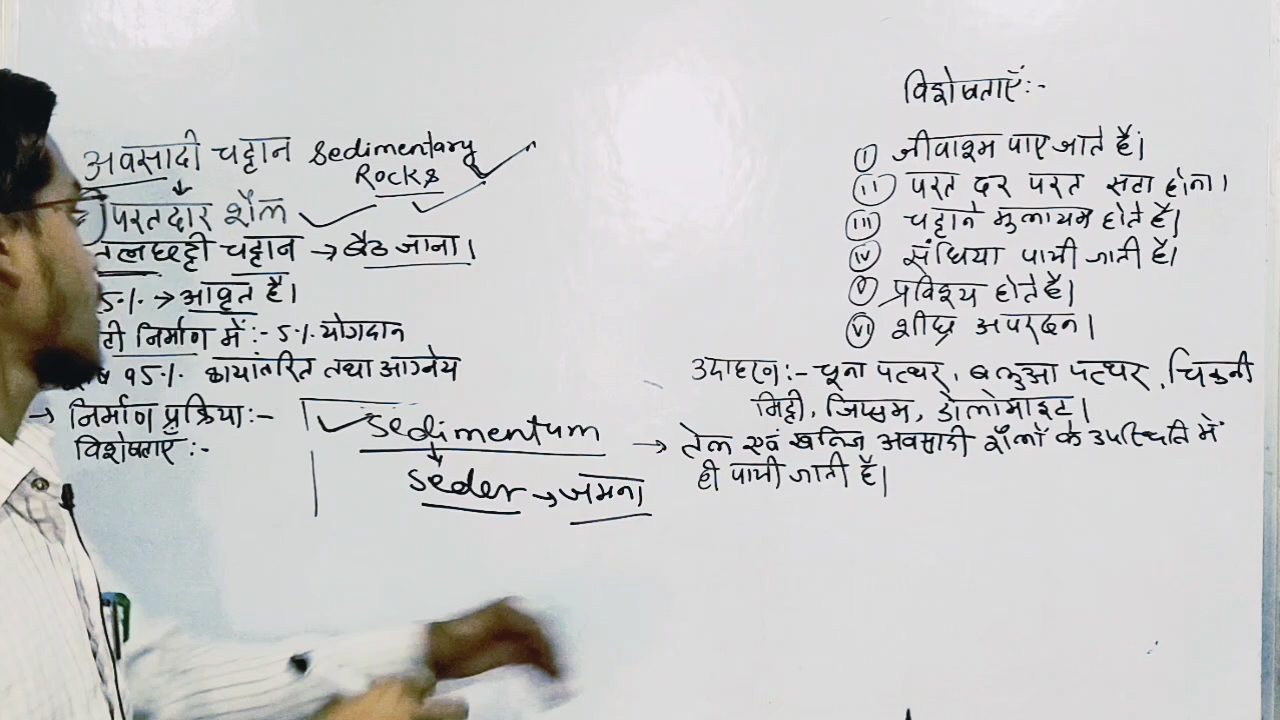 अवसादी चट्टान Sedimentary
Rocks
परतदार शैल
तलछट्टी चट्टान → बैठ जाना।
5% → आवृत है।
निर्माण में :- 5% योगदान
95% कायांतरित तथा आग्नेय
→ निर्माण प्रक्रिया :-
विशेषताएँ :-
Sedimentum
Seder → जमना
विशेषताएँ :-
(i) जीवाश्म पाए जाते है।
(ii) परत दर परत सटा होना।
(iii) चट्टाने मुलायम होते है।
(iv) संधिया पायी जाती है।
(v) प्रविश्य होते है।
(vi) शीघ्र अपरदन।
उदाहरण :- चूना पत्थर, बलुआ पत्थर, चिकनी
मिट्टी, जिप्सम, डोलोमाइट।
→ तेल एवं खनिज अवसादी शैलों के उपस्थिति में
ही पायी जाती है।